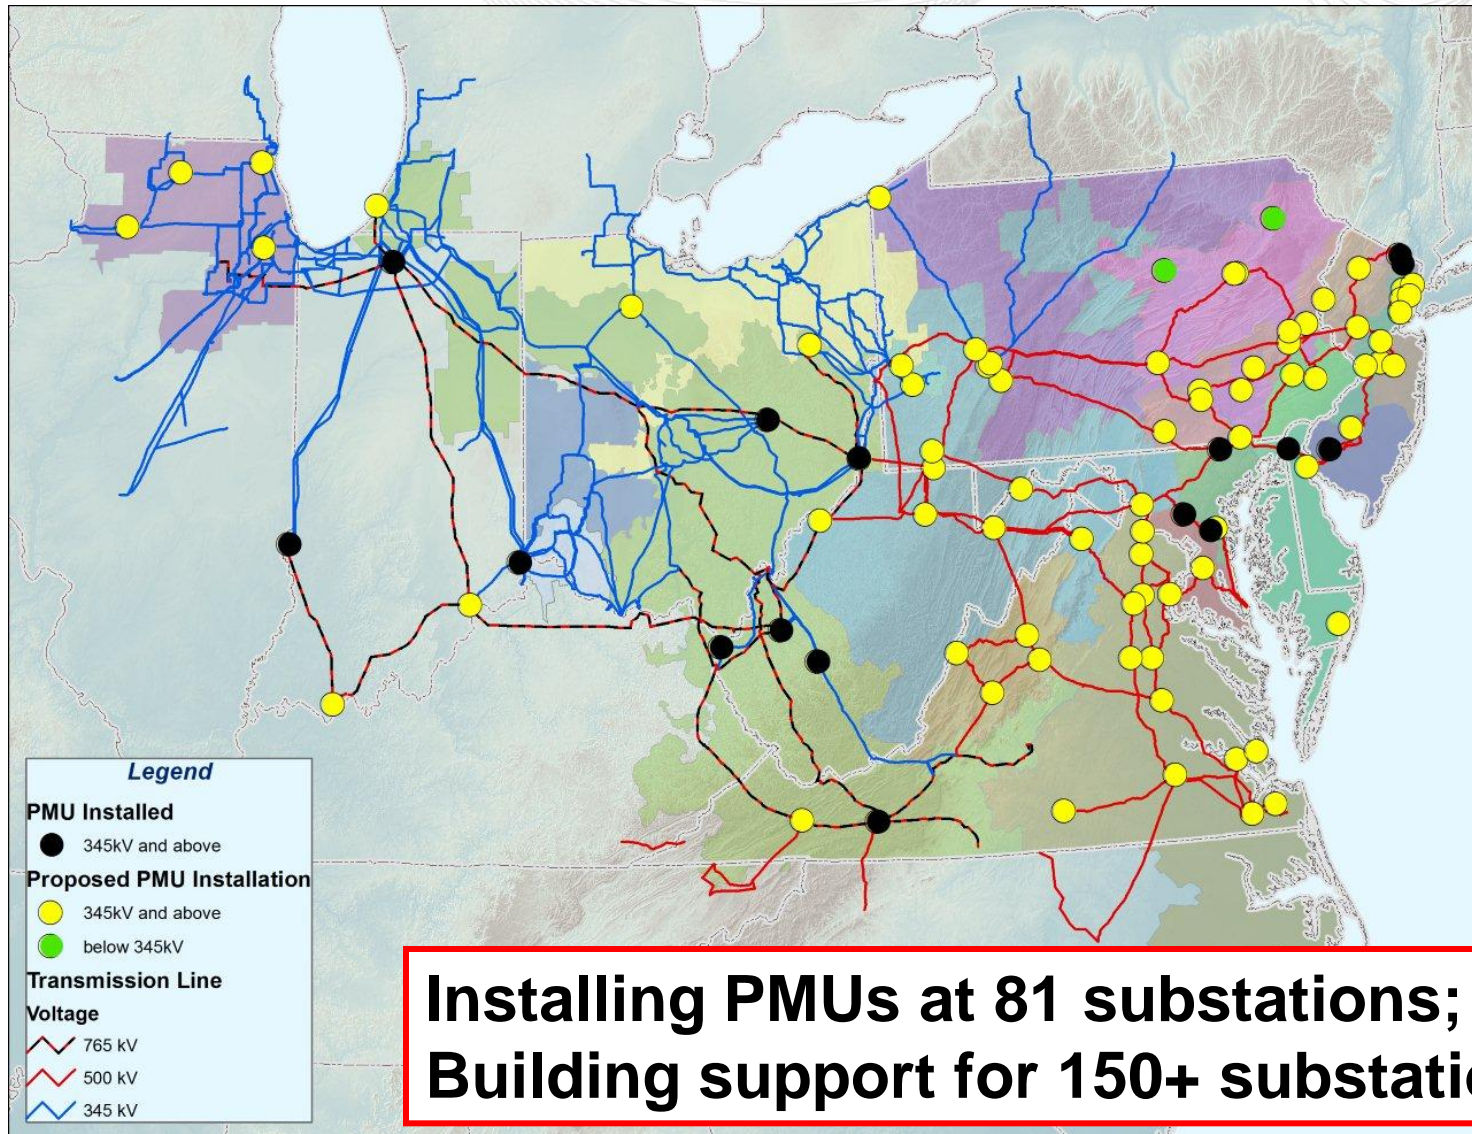 Legend
PMU Installed
345kV and above
Proposed PMU Installation
345kV and above
below 345kV
Transmission Line
Voltage
765 kV
500 kV
345 kV
Installing PMUs at 81 substations;
Building support for 150+ substati